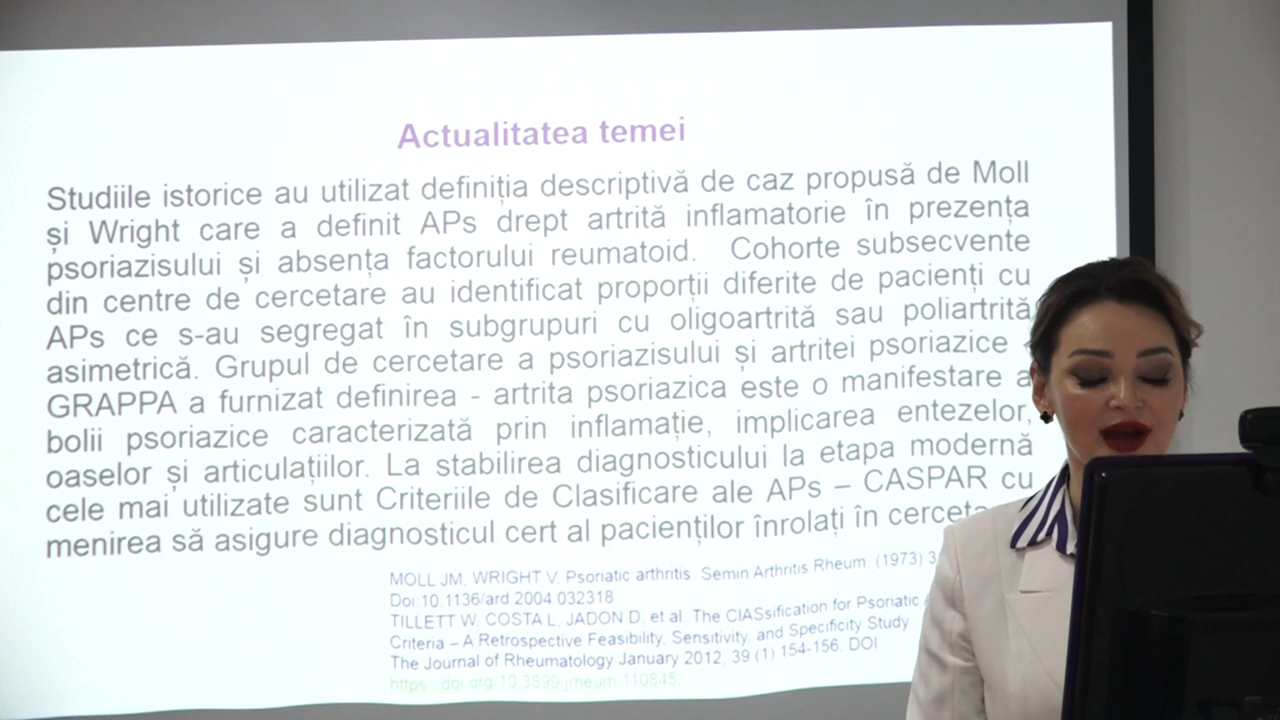 Actualitatea temei
Studiile istorice au utilizat definiția descriptivă de caz propusă de Moll
și Wright care a definit APs drept artrită inflamatorie în prezența
psoriazisului și absența factorului reumatoid. Cohorte subsecvente
din centre de cercetare au identificat proporții diferite de pacienți cu
APs ce s-au segregat în subgrupuri cu oligoartrită sau poliartrită
asimetrică. Grupul de cercetare a psoriazisului și artritei psoriazice
GRAPPA a furnizat definirea - artrita psoriazica este o manifestare a
bolii psoriazice caracterizată prin inflamație, implicarea entezelor,
oaselor și articulațiilor. La stabilirea diagnosticului la etapa modernă
cele mai utilizate sunt Criteriile de Clasificare ale APs – CASPAR cu
menirea să asigure diagnosticul cert al pacienților înrolați în
MOLL JM, WRIGHT V, Psoriatic arthritis. Semin Arthritis Rheum. (1973)
Doi:10.1136/ard.2004.032318
TILLETT W, COSTA L, JADON D, et al. The ClASsification for Psoriatic
Criteria – A Retrospective Feasibility, Sensitivity, and Specificity Study
The Journal of Rheumatology January 2012, 39 (1) 154-156; DOI:
https://doi.org/10.3899/jrheum.110845;